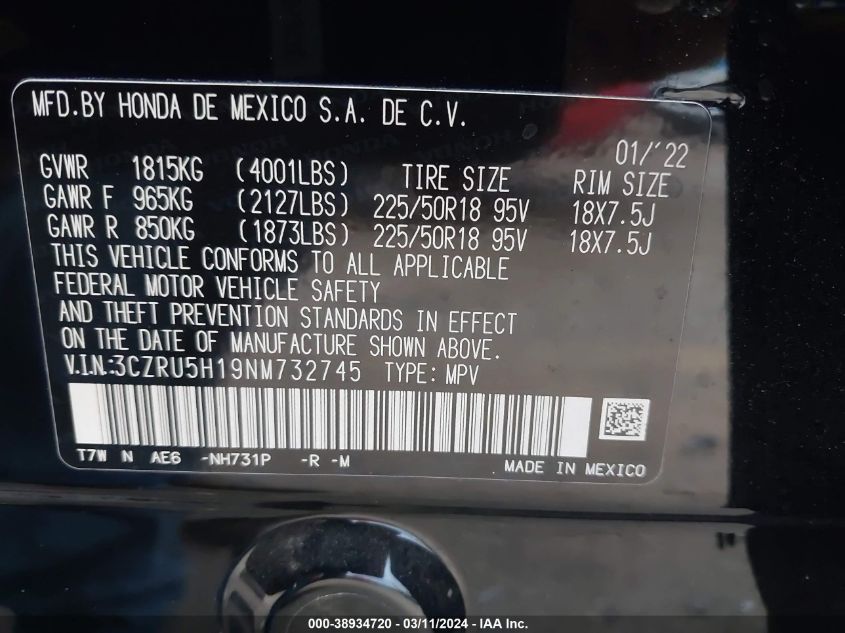 MFD.BY HONDA DE MEXICO S.A. DE C.V.
01/'22
GVWR 1815KG (4001LBS) TIRE SIZE RIM SIZE
GAWR F 965KG (2127LBS) 225/50R18 95V 18X7.5J
GAWR R 850KG (1873LBS) 225/50R18 95V 18X7.5J
THIS VEHICLE CONFORMS TO ALL APPLICABLE
FEDERAL MOTOR VEHICLE SAFETY
AND THEFT PREVENTION STANDARDS IN EFFECT
ON THE DATE OF MANUFACTURE SHOWN ABOVE.
V.I.N:3CZRU5H19NM732745 TYPE: MPV
T7W N AE6 -NH731P -R -M
MADE IN MEXICO
000-38934720 - 03/11/2024 - IAA Inc.